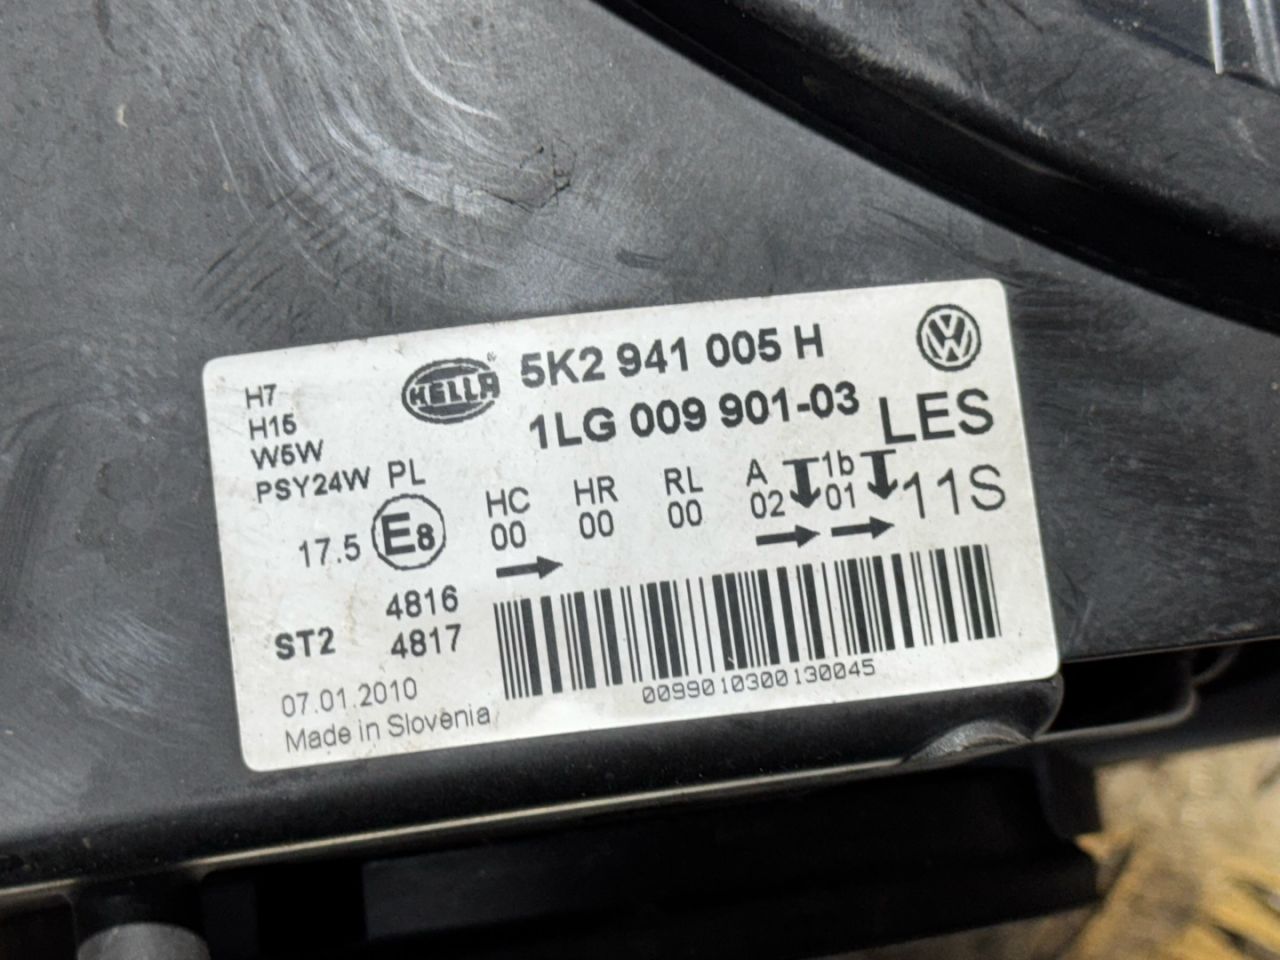 H7
H15
W5W
PSY24W PL
HELLA®
5K2 941 005 H
1LG 009 901-03
LES
11S
17.5 E8
HC
00
HR
00
RL
00
A
02
1b
01
4816
ST2 4817
07.01.2010
Made in Slovenia
0099010300130045